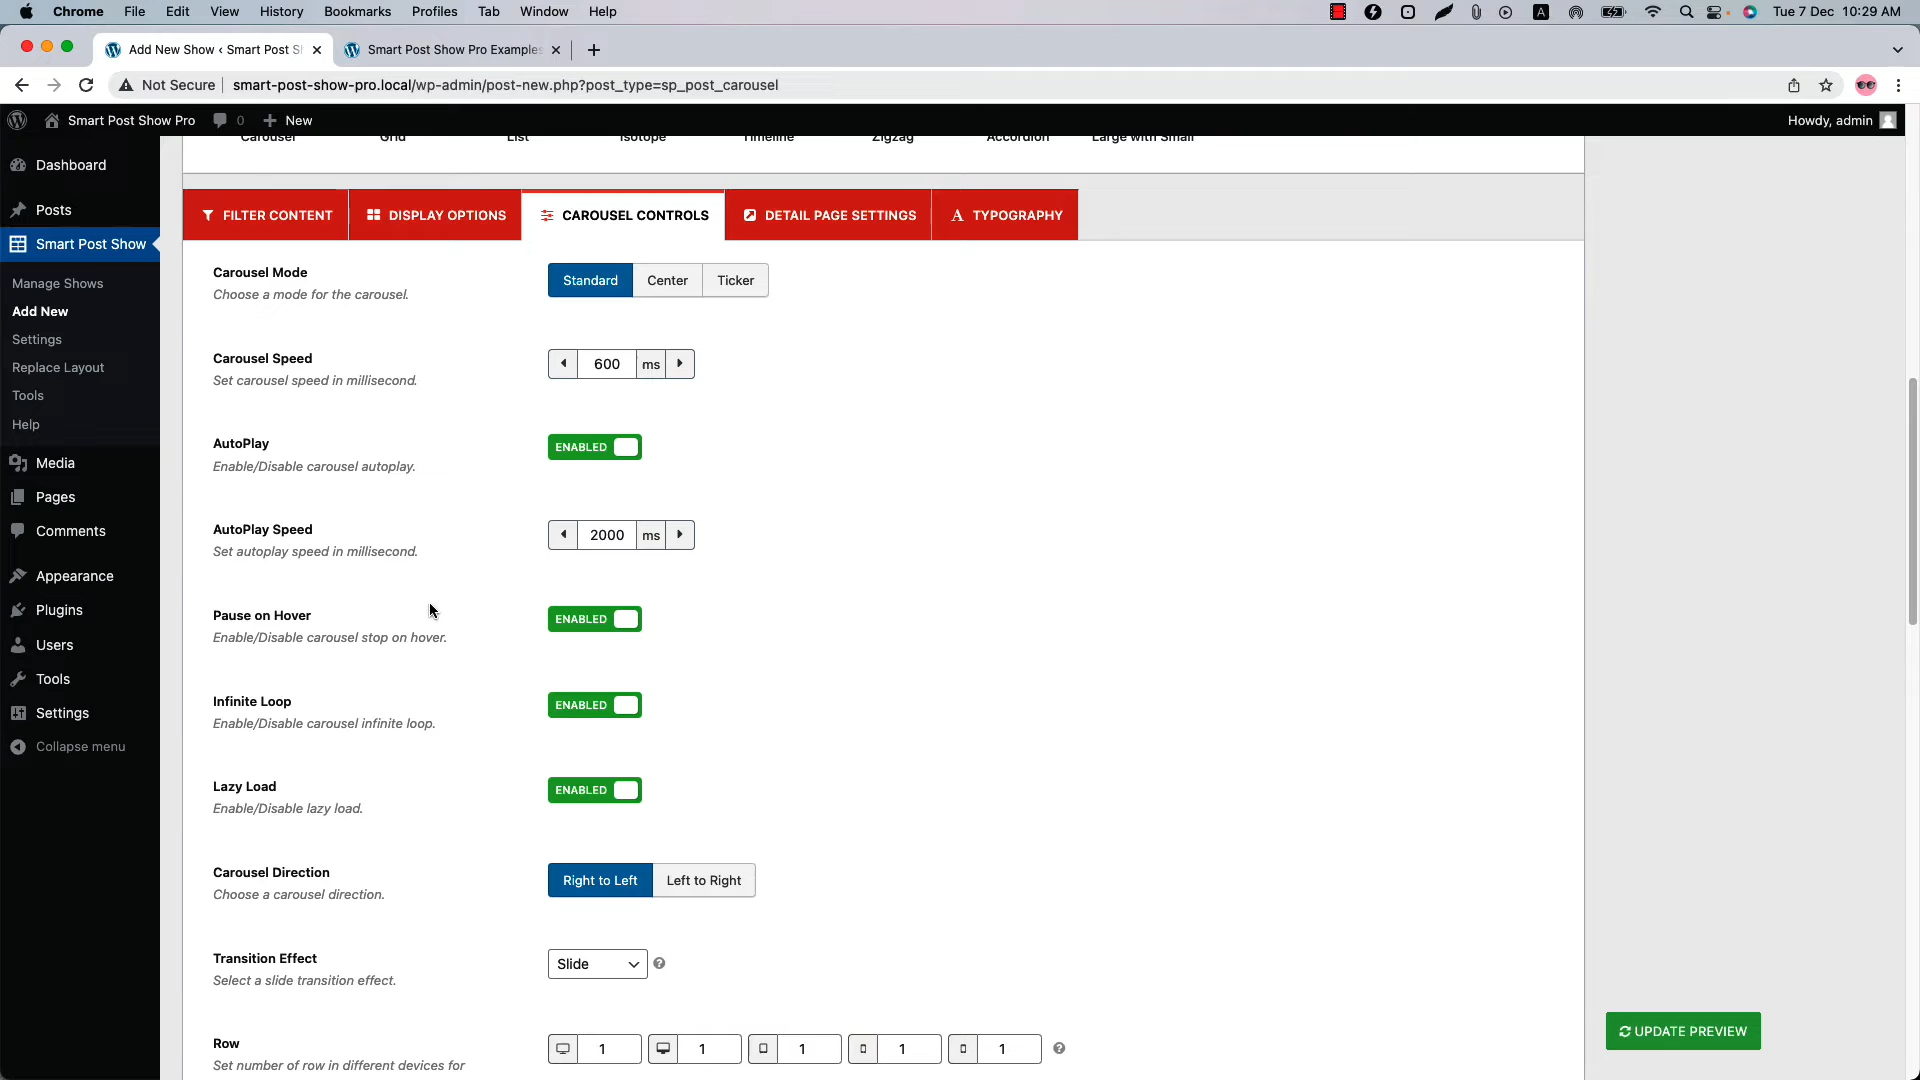 Chrome File Edit View History Bookmarks Profiles Tab Window Help A Tue 7 Dec 10:29 AM
Add New Show ‹ Smart Post S
Smart Post Show Pro Examples
Not Secure smart-post-show-pro.local/wp-admin/post-new.php?post_type=sp_post_carousel
Smart Post Show Pro 0 New Howdy, admin
Carousel Grid List Isotope Timeline Zigzag Accordion Large with Small
Dashboard
Posts
Smart Post Show
Manage Shows
Add New
Settings
Replace Layout
Tools
Help
Media
Pages
Comments
Appearance
Plugins
Users
Tools
Settings
Collapse menu
FILTER CONTENT DISPLAY OPTIONS CAROUSEL CONTROLS DETAIL PAGE SETTINGS A TYPOGRAPHY
Carousel Mode
Choose a mode for the carousel.
Standard Center Ticker
Carousel Speed
Set carousel speed in millisecond.
600 ms
AutoPlay
Enable/Disable carousel autoplay.
ENABLED
AutoPlay Speed
Set autoplay speed in millisecond.
2000 ms
Pause on Hover
Enable/Disable carousel stop on hover.
ENABLED
Infinite Loop
Enable/Disable carousel infinite loop.
ENABLED
Lazy Load
Enable/Disable lazy load.
ENABLED
Carousel Direction
Choose a carousel direction.
Right to Left Left to Right
Transition Effect
Select a slide transition effect.
Slide
Row
Set number of row in different devices for
1 1 1 1 1
UPDATE PREVIEW